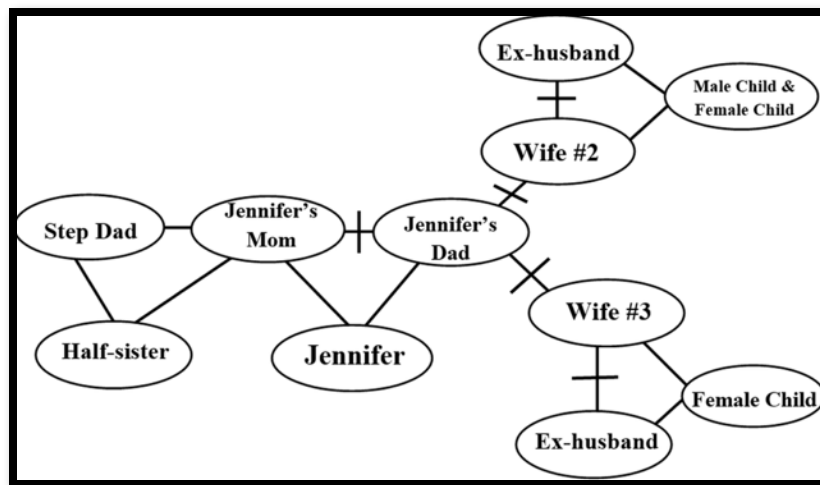 Ex-husband
Male Child &
Female Child
Wife #2
Step Dad
Jennifer’s
Mom
Jennifer’s
Dad
Wife #3
Half-sister
Jennifer
Female Child
Ex-husband